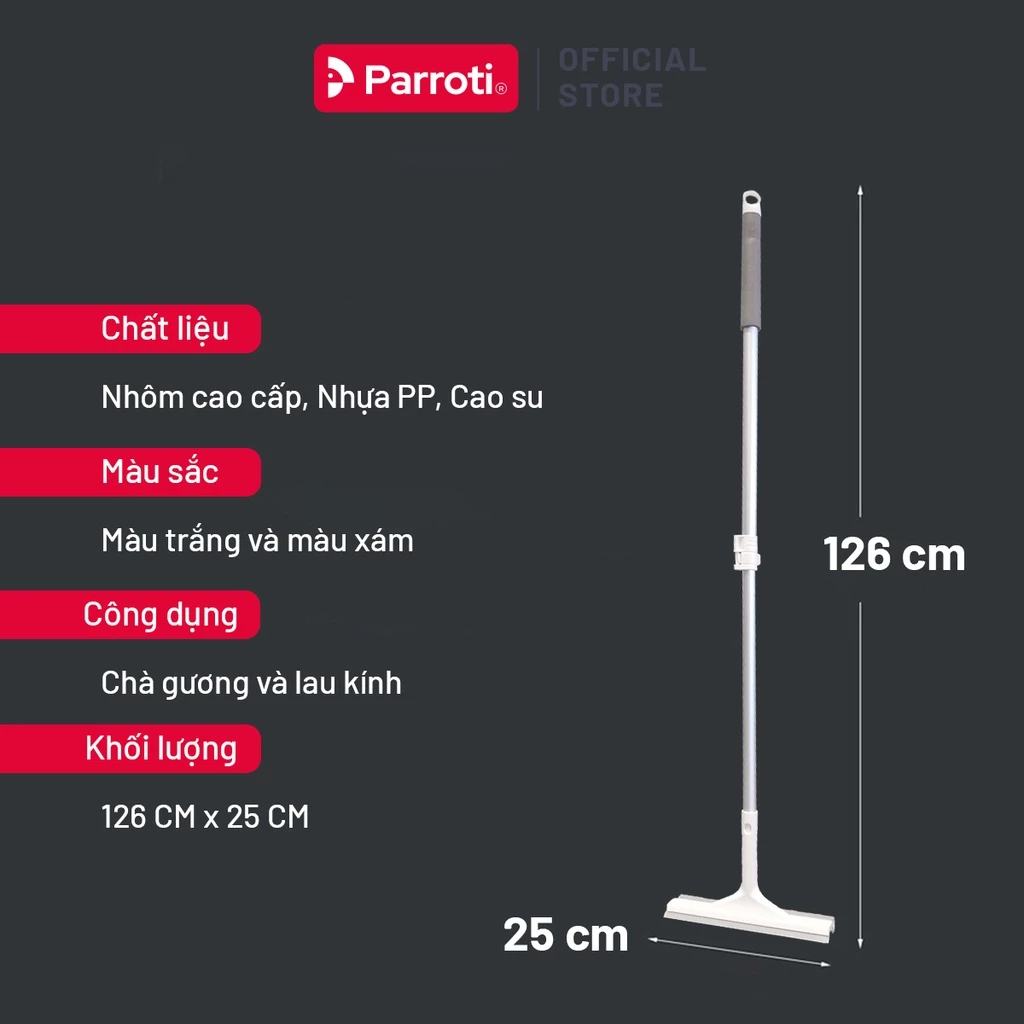 Parroti®
OFFICIAL
STORE
Chất liệu
Nhôm cao cấp, Nhựa PP, Cao su
Màu sắc
Màu trắng và màu xám
Công dụng
Chà gương và lau kính
Khối lượng
126 CM x 25 CM
126 cm
25 cm